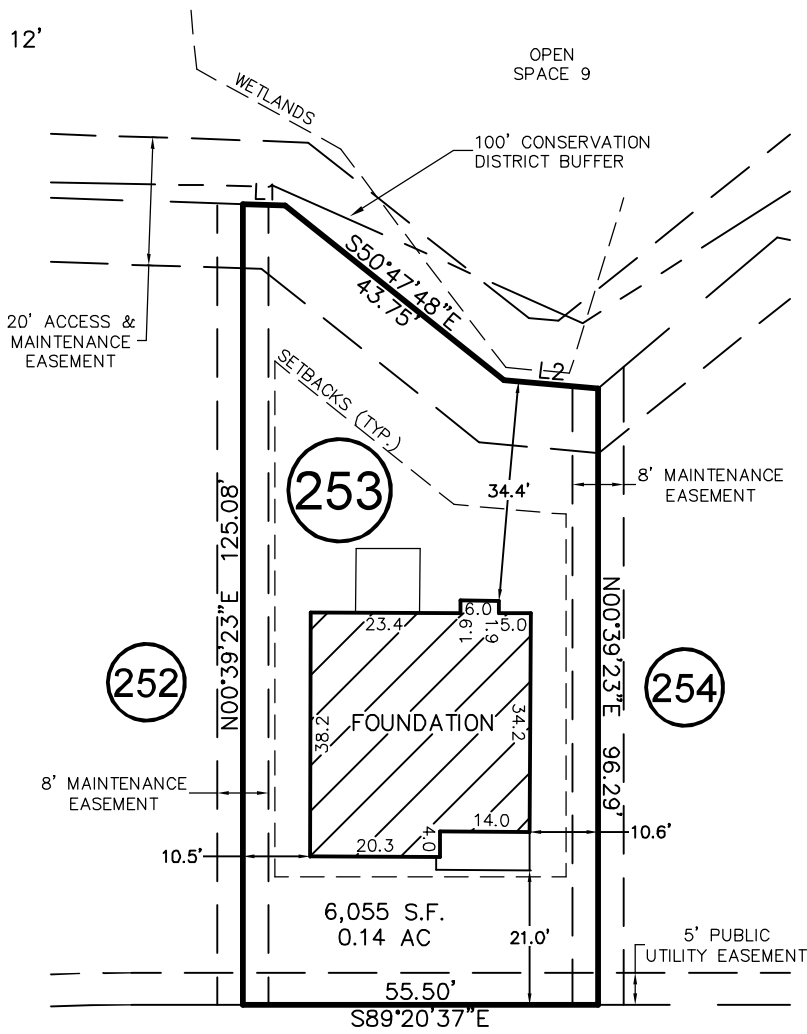 12'
OPEN
SPACE 9
WETLANDS
100' CONSERVATION
DISTRICT BUFFER
L1
S50°47'48"E
43.75'
20' ACCESS &
MAINTENANCE
EASEMENT
L2
SETBACKS (TYP.)
253
34.4'
8' MAINTENANCE
EASEMENT
N00°39'23"E 125.08'
6.0
23.4
1.9
1.9
5.0
N00°39'23"E 96.29'
252
254
38.2
FOUNDATION
34.2
8' MAINTENANCE
EASEMENT
14.0
4.0
20.3
10.6'
10.5'
6,055 S.F.
0.14 AC
21.0'
5' PUBLIC
UTILITY EASEMENT
55.50'
S89°20'37"E